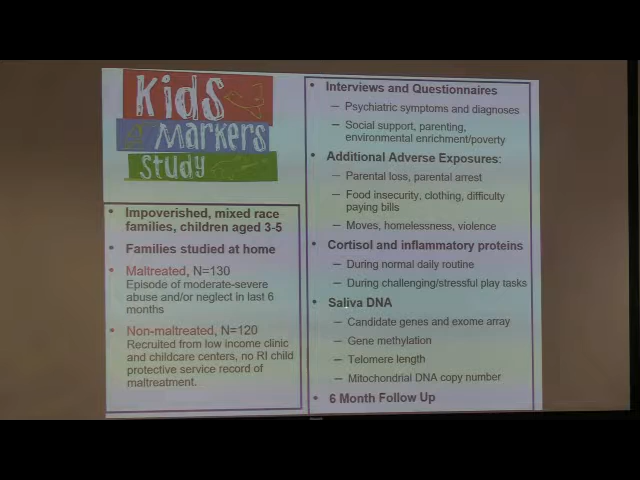 Kids
Markers
Study
• Impoverished, mixed race
families, children aged 3-5
• Families studied at home
• Maltreated, N=130
Episode of moderate-severe
abuse and/or neglect in last 6
months
• Non-maltreated, N=120
Recruited from low income clinic
and childcare centers, no RI child
protective service record of
maltreatment.
• Interviews and Questionnaires
– Psychiatric symptoms and diagnoses
– Social support, parenting,
environmental enrichment/poverty
• Additional Adverse Exposures:
– Parental loss, parental arrest
– Food insecurity, clothing, difficulty
paying bills
– Moves, homelessness, violence
• Cortisol and inflammatory proteins
– During normal daily routine
– During challenging/stressful play tasks
• Saliva DNA
– Candidate genes and exome array
– Gene methylation
– Telomere length
– Mitochondrial DNA copy number
• 6 Month Follow Up